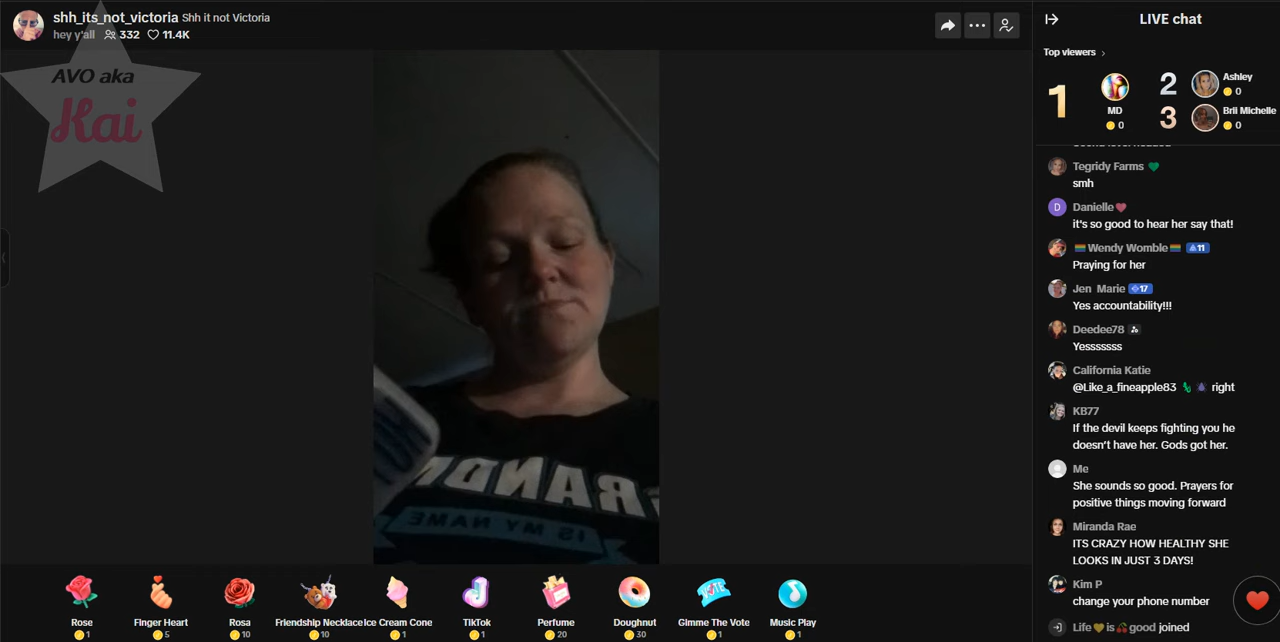 shh_its_not_victoria Shh it not Victoria
hey y'all 332 11.4K
AVO aka
Kai
LIVE chat
Top viewers
1
MD
0
2
Ashley
0
3
Brii Michelle
0
Tegridy Farms
smh
D
Danielle
it's so good to hear her say that!
Wendy Womble 11
Praying for her
Jen Marie 17
Yes accountability!!!
Deedee78
Yesssssss
California Katie
@Like_a_fineapple83 right
KB77
If the devil keeps fighting you he
doesn't have her. Gods got her.
Me
She sounds so good. Prayers for
positive things moving forward
Miranda Rae
ITS CRAZY HOW HEALTHY SHE
LOOKS IN JUST 3 DAYS!
Kim P
change your phone number
Life is good joined
IS MY NAME
VOTE
Rose Finger Heart Rosa Friendship Necklace Ice Cream Cone TikTok Perfume Doughnut Gimme The Vote Music Play
1 5 10 10 1 1 20 30 1 1